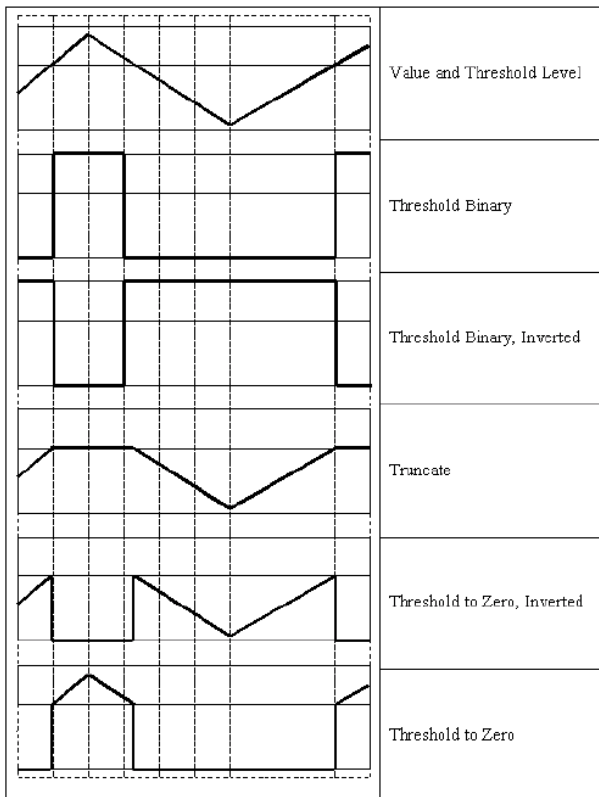 Value and Threshold Level
Threshold Binary
Threshold Binary, Inverted
Truncate
Threshold to Zero, Inverted
Threshold to Zero